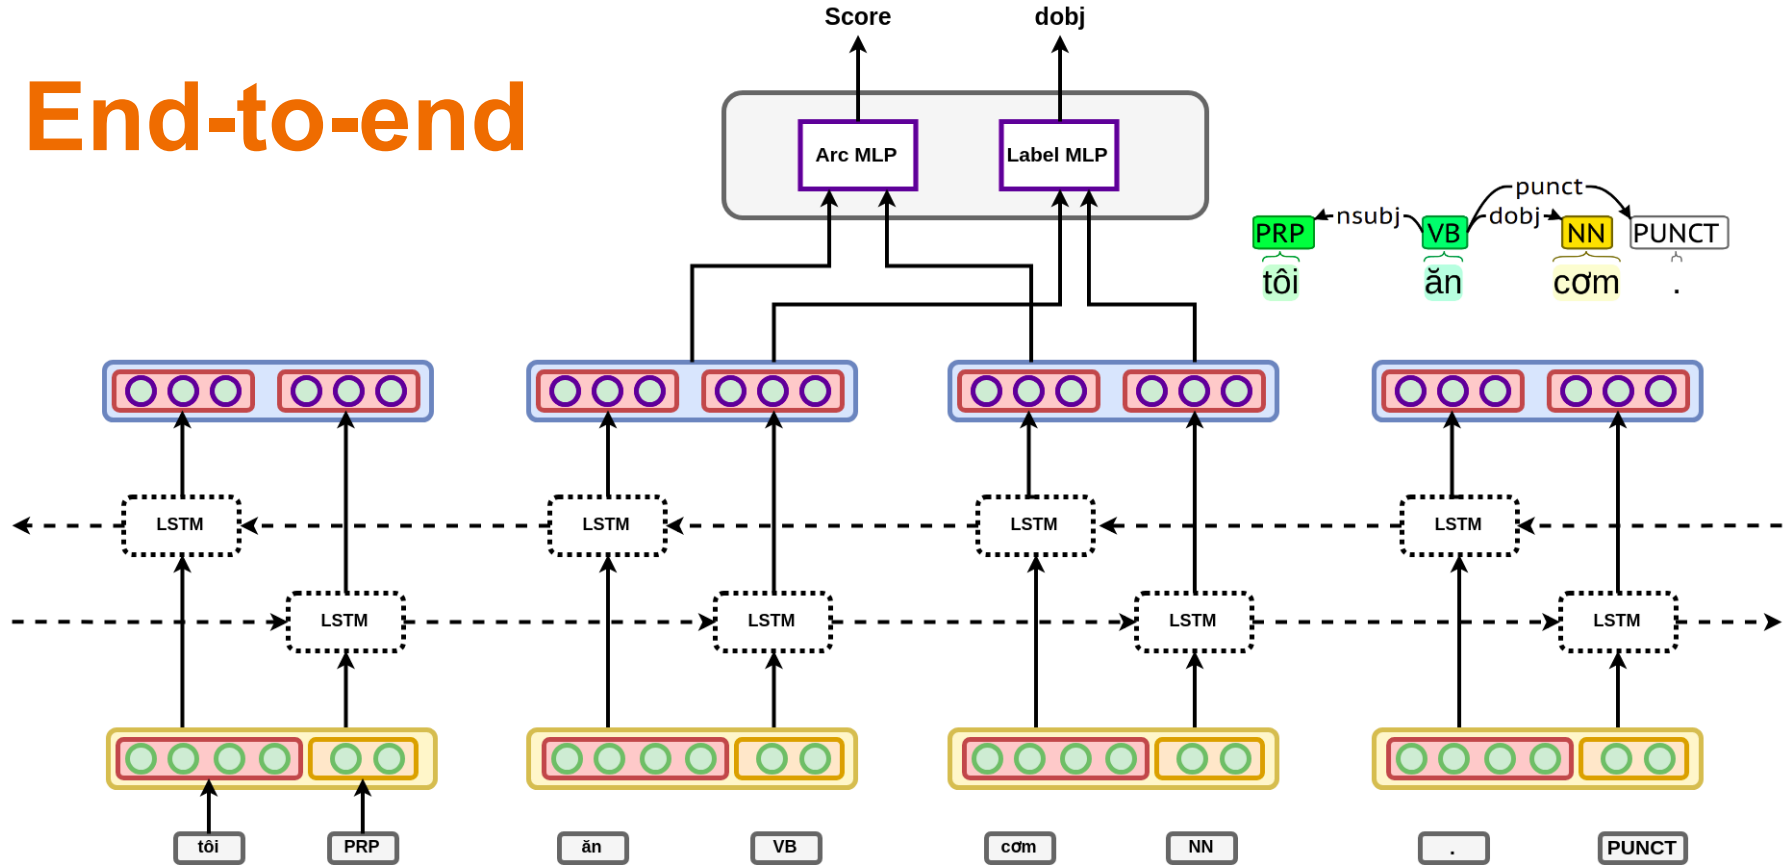 Score dobj
End-to-end
Arc MLP Label MLP
punct
nsubj dobj
PRP VB NN PUNCT
tôi ăn cơm .
LSTM LSTM LSTM LSTM
LSTM LSTM LSTM LSTM
tôi PRP ăn VB cơm NN . PUNCT